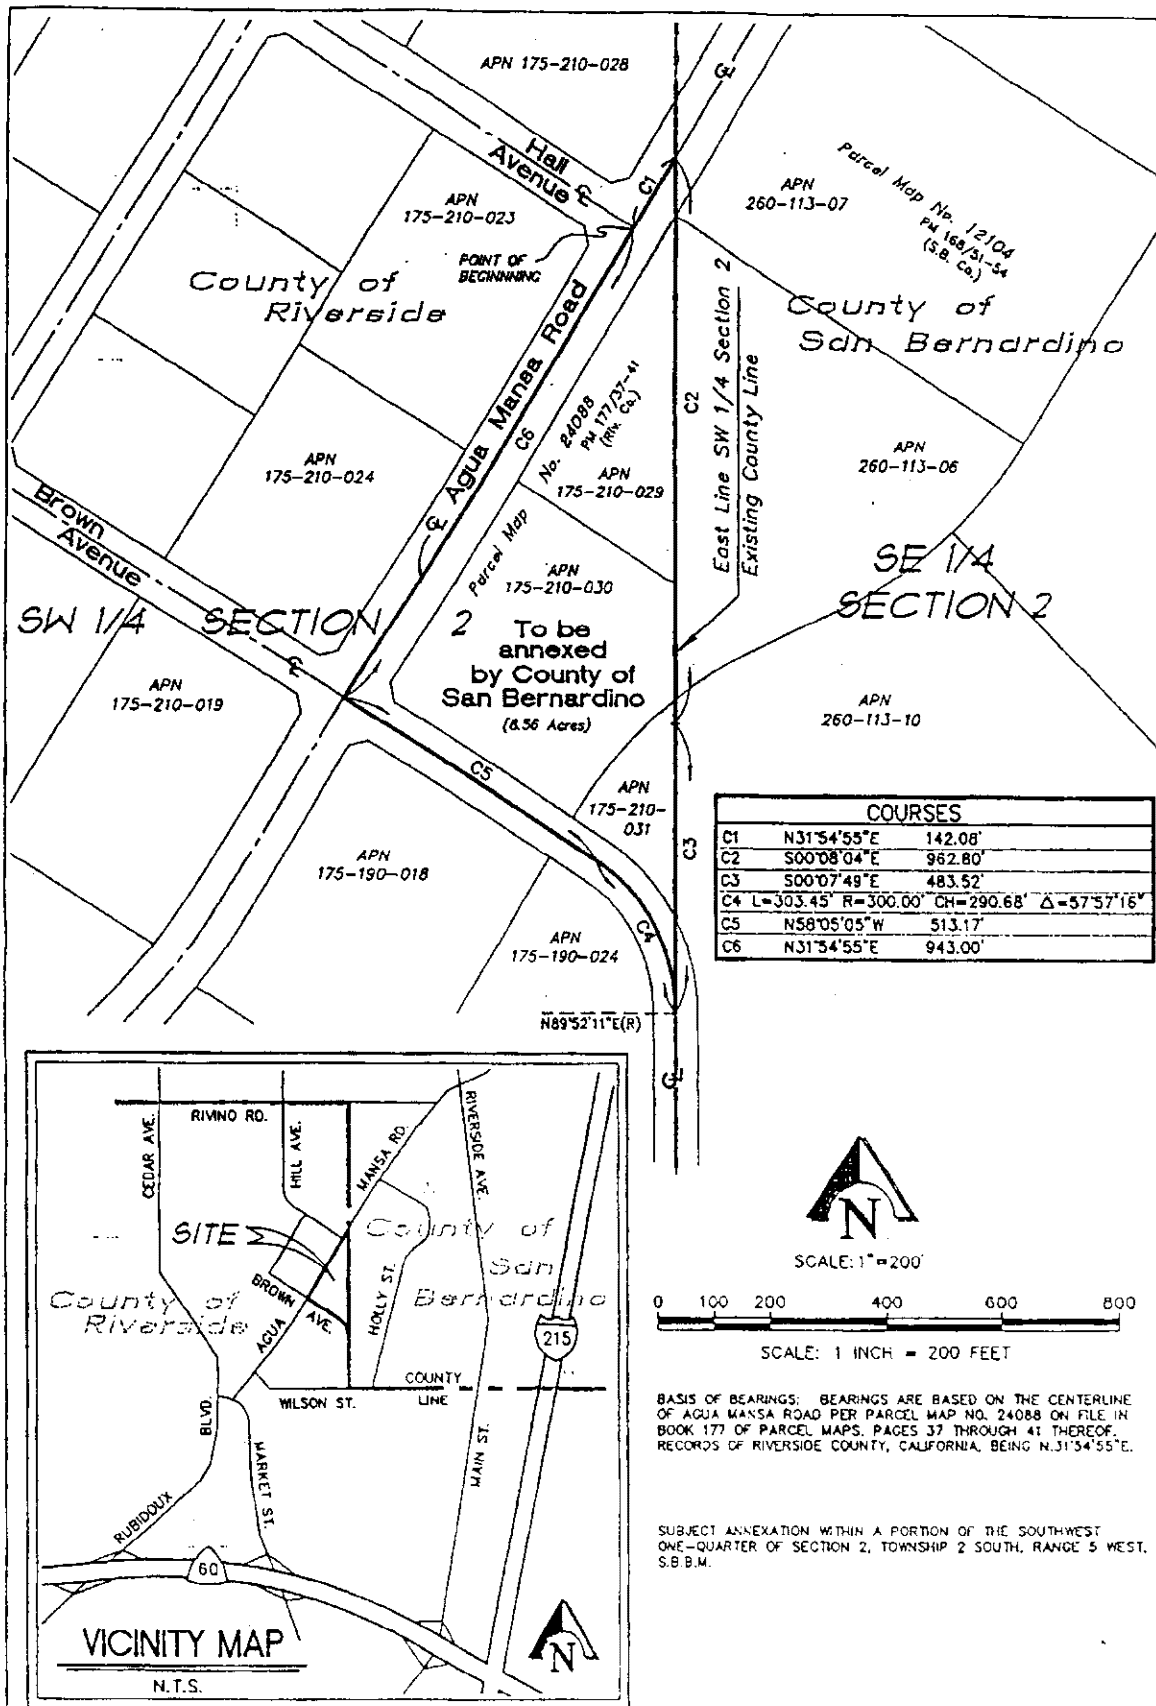 APN 175-210-028
℄
Hall
Avenue
℄
C1
Parcel Map No. 12104
PM 168/51-54
(S.B. Co.)
APN
260-113-07
APN
175-210-023
POINT OF
BEGINNNING
County of
Riverside
County of
San Bernardino
Agua Mansa Road
℄
C6
Parcel Map No. 24088
PM 177/37-41
(Riv. Co.)
C2
East Line SW 1/4 Section 2
Existing County Line
APN
175-210-024
APN
175-210-029
APN
260-113-06
Brown
Avenue
℄
APN
175-210-030
SE 1/4
SECTION 2
SW 1/4 SECTION 2
To be
annexed
by County of
San Bernardino
(8.56 Acres)
APN
175-210-019
APN
260-113-10
C5
APN
175-210-
031
C3
APN
175-190-018
C4
APN
175-190-024
N89°52'11"E(R)
℄
COURSES
C1 N31°54'55"E 142.08'
C2 S00°08'04"E 962.80'
C3 S00°07'49"E 483.52'
C4 L=303.45' R=300.00' CH=290.68' Δ=57°57'16"
C5 N58°05'05"W 513.17'
C6 N31°54'55"E 943.00'
N
SCALE: 1"=200'
0 100 200 400 600 800
SCALE: 1 INCH = 200 FEET
BASIS OF BEARINGS: BEARINGS ARE BASED ON THE CENTERLINE
OF AGUA MANSA ROAD PER PARCEL MAP NO. 24088 ON FILE IN
BOOK 177 OF PARCEL MAPS, PAGES 37 THROUGH 41 THEREOF,
RECORDS OF RIVERSIDE COUNTY, CALIFORNIA, BEING N.31°54'55"E.
SUBJECT ANNEXATION WITHIN A PORTION OF THE SOUTHWEST
ONE-QUARTER OF SECTION 2, TOWNSHIP 2 SOUTH, RANGE 5 WEST,
S.B.B.M.
RIVINO RD.
CEDAR AVE.
HILL AVE.
MANSA RD.
RIVERSIDE AVE.
SITE
County of
San
Bernardino
County of
Riverside
BROWN
AVE.
AGUA
HOLLY ST.
215
COUNTY
LINE
WILSON ST.
BLVD.
MARKET ST.
MAIN ST.
RUBIDOUX
60
VICINITY MAP
N.T.S.
N